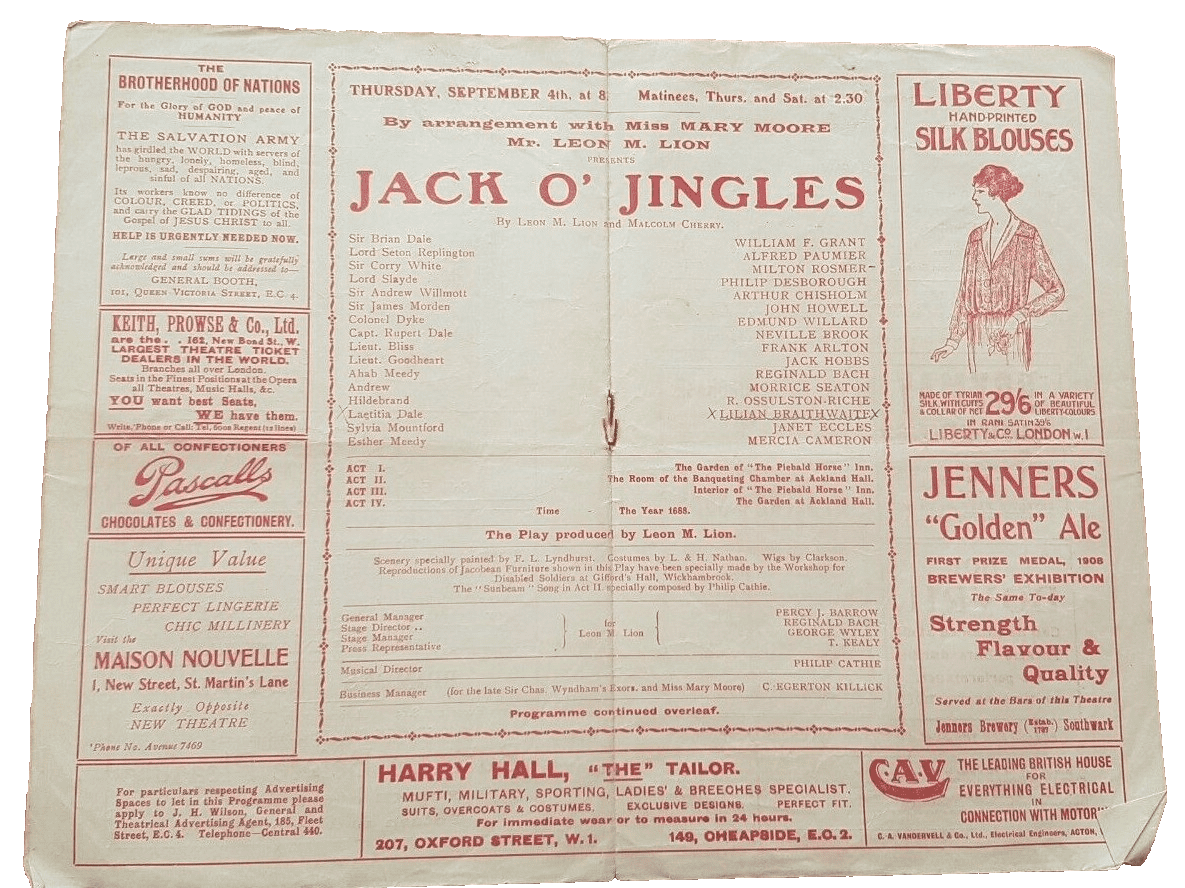 THE
BROTHERHOOD OF NATIONS
For the Glory of GOD and peace of
HUMANITY
THE SALVATION ARMY
has girdled the WORLD with servers of
the hungry, lonely, homeless, blind,
leprous, sad, despairing, aged, and
sinful of all NATIONS.
Its workers know no difference of
COLOUR, CREED, or POLITICS,
and carry the GLAD TIDINGS of the
Gospel of JESUS CHRIST to all.
HELP IS URGENTLY NEEDED NOW.
Large and small sums will be gratefully
acknowledged and should be addressed to—
GENERAL BOOTH,
101, QUEEN VICTORIA STREET, E.C 4.
KEITH, PROWSE & Co., Ltd.
are the . . 162, New Bond St., W.
LARGEST THEATRE TICKET
DEALERS IN THE WORLD.
Branches all over London.
Seats in the Finest Positions at the Opera
all Theatres, Music Halls, &c.
YOU want best Seats,
WE have them.
Write, 'Phone or Call: Tel. 6000 Regent (12 lines)
OF ALL CONFECTIONERS
Pascalls
CHOCOLATES & CONFECTIONERY.
Unique Value
SMART BLOUSES
PERFECT LINGERIE
CHIC MILLINERY
Visit the
MAISON NOUVELLE
1, New Street, St. Martin's Lane
Exactly Opposite
NEW THEATRE
'Phone No. Avenue 7469
THURSDAY, SEPTEMBER 4th, at 8 Matinees, Thurs. and Sat. at 2.30
By arrangement with Miss MARY MOORE
Mr. LEON M. LION
PRESENTS
JACK O' JINGLES
By LEON M. LION and MALCOLM CHERRY.
Sir Brian Dale WILLIAM F. GRANT
Lord Seton Replington ALFRED PAUMIER
Sir Corry White MILTON ROSMER
Lord Slayde PHILIP DESBOROUGH
Sir Andrew Willmott ARTHUR CHISHOLM
Sir James Morden JOHN HOWELL
Colonel Dyke EDMUND WILLARD
Capt. Rupert Dale NEVILLE BROOK
Lieut. Bliss FRANK ARLTON
Lieut. Goodheart JACK HOBBS
Ahab Meedy REGINALD BACH
Andrew MORRICE SEATON
Hildebrand R. OSSULSTON-RICHE
Laetitia Dale LILIAN BRAITHWAITE
Sylvia Mountford JANET ECCLES
Esther Meedy MERCIA CAMERON
ACT I. The Garden of "The Piebald Horse" Inn.
ACT II. The Room of the Banqueting Chamber at Ackland Hall.
ACT III. Interior of "The Piebald Horse" Inn.
ACT IV. The Garden at Ackland Hall.
Time The Year 1688.
The Play produced by Leon M. Lion.
Scenery specially painted by F. L. Lyndhurst. Costumes by L. & H. Nathan. Wigs by Clarkson.
Reproductions of Jacobean Furniture shown in this Play have been specially made by the Workshop for
Disabled Soldiers at Gifford's Hall, Wickhambrook.
The "Sunbeam" Song in Act II specially composed by Philip Cathie.
General Manager PERCY J. BARROW
Stage Director .. for REGINALD BACH
Stage Manager Leon M. Lion GEORGE WYLEY
Press Representative T. KEALY
Musical Director PHILIP CATHIE
Business Manager (for the late Sir Chas. Wyndham's Exors. and Miss Mary Moore) C. EGERTON KILLICK
Programme continued overleaf.
LIBERTY
HAND-PRINTED
SILK BLOUSES
MADE OF TYRIAN
SILK, WITH CUFFS
& COLLAR OF NET
29/6
IN A VARIETY
OF BEAUTIFUL
LIBERTY-COLOURS
IN RANI SATIN 39/6
LIBERTY & CO. LONDON W.1
JENNERS
"Golden" Ale
FIRST PRIZE MEDAL, 1908
BREWERS' EXHIBITION
The Same To-day
Strength
Flavour &
Quality
Served at the Bars of this Theatre
Jenners Brewery (Estab. 1767) Southwark
For particulars respecting Advertising
Spaces to let in this Programme please
apply to J. H. Wilson, General and
Theatrical Advertising Agent, 185, Fleet
Street, E.C. 4. Telephone—Central 440.
HARRY HALL, "THE" TAILOR.
MUFTI, MILITARY, SPORTING, LADIES' & BREECHES SPECIALIST.
SUITS, OVERCOATS & COSTUMES. EXCLUSIVE DESIGNS. PERFECT FIT.
For immediate wear or to measure in 24 hours.
207, OXFORD STREET, W.1. 149, CHEAPSIDE, E.C.2.
C.A.V
THE LEADING BRITISH HOUSE
FOR
EVERYTHING ELECTRICAL
IN
CONNECTION WITH MOTOR
C. A. VANDERVELL & Co., Ltd., Electrical Engineers, ACTON,